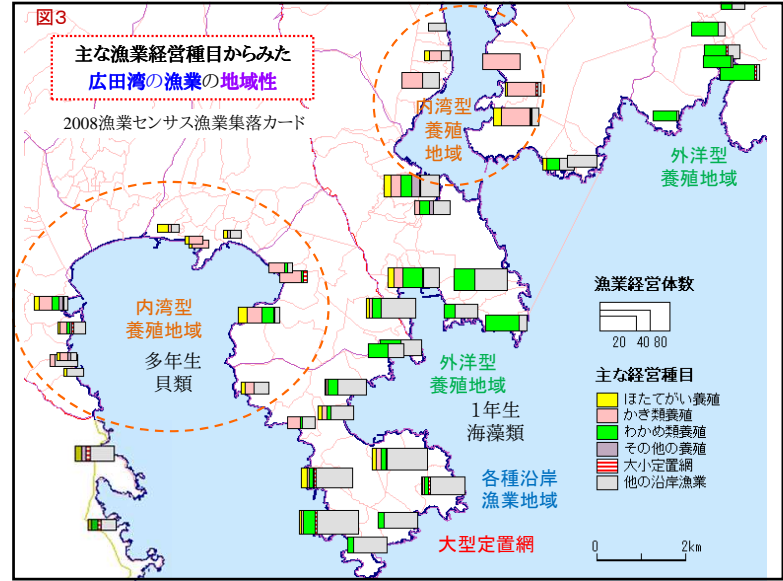 図3
主な漁業経営種目からみた
広田湾の漁業の地域性
2008漁業センサス漁業集落カード
内湾型
養殖
地域
外洋型
養殖地域
内湾型
養殖地域
多年生
貝類
外洋型
養殖地域
1年生
海藻類
各種沿岸
漁業地域
大型定置網
漁業経営体数
20 40 80
主な経営種目
ほたてがい養殖
かき類養殖
わかめ類養殖
その他の養殖
大小定置網
他の沿岸漁業
0 2km